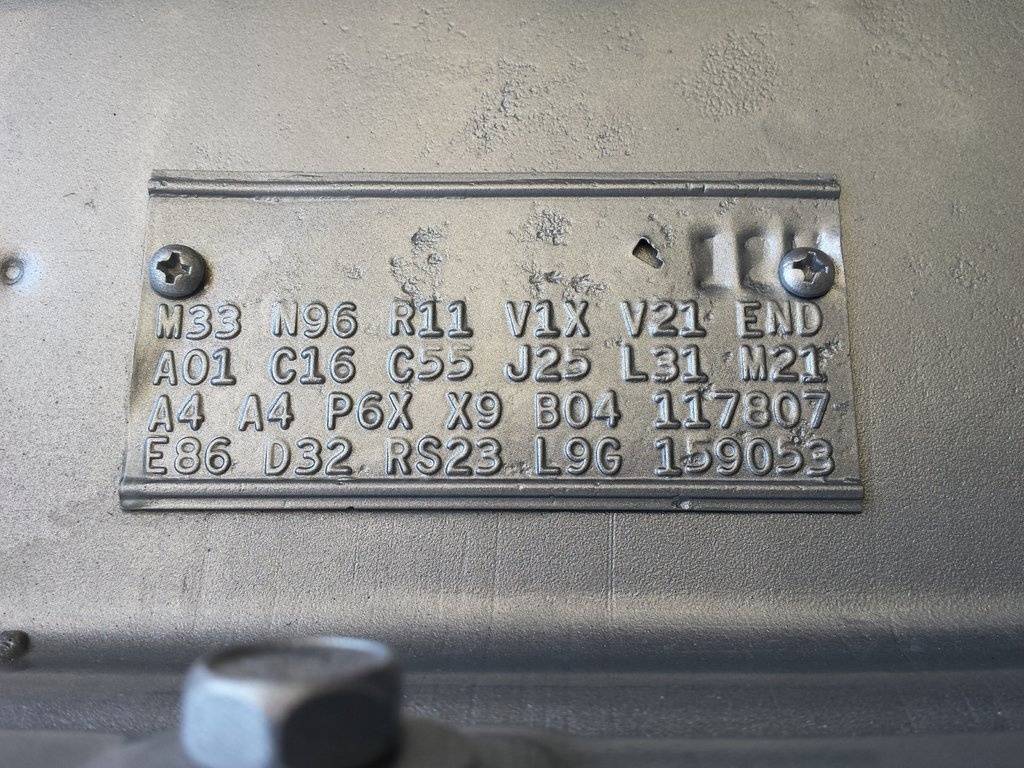 M33 N96 R11 V1X V21 END
A01 C16 C55 J25 L31 M21
A4 A4 P6X X9 B04 117807
E86 D32 RS23 L9G 159053